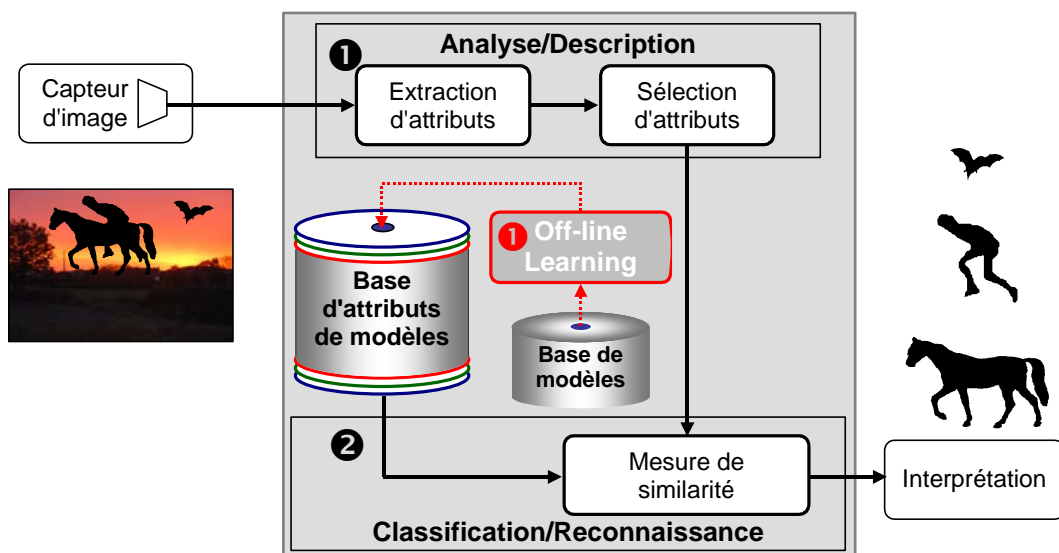 Analyse/Description
❶
Capteur
d'image
Extraction
d'attributs
Sélection
d'attributs
❶ Off-line
Learning
Base
d'attributs
de modèles
Base de
modèles
❷
Mesure de
similarité
Interprétation
Classification/Reconnaissance